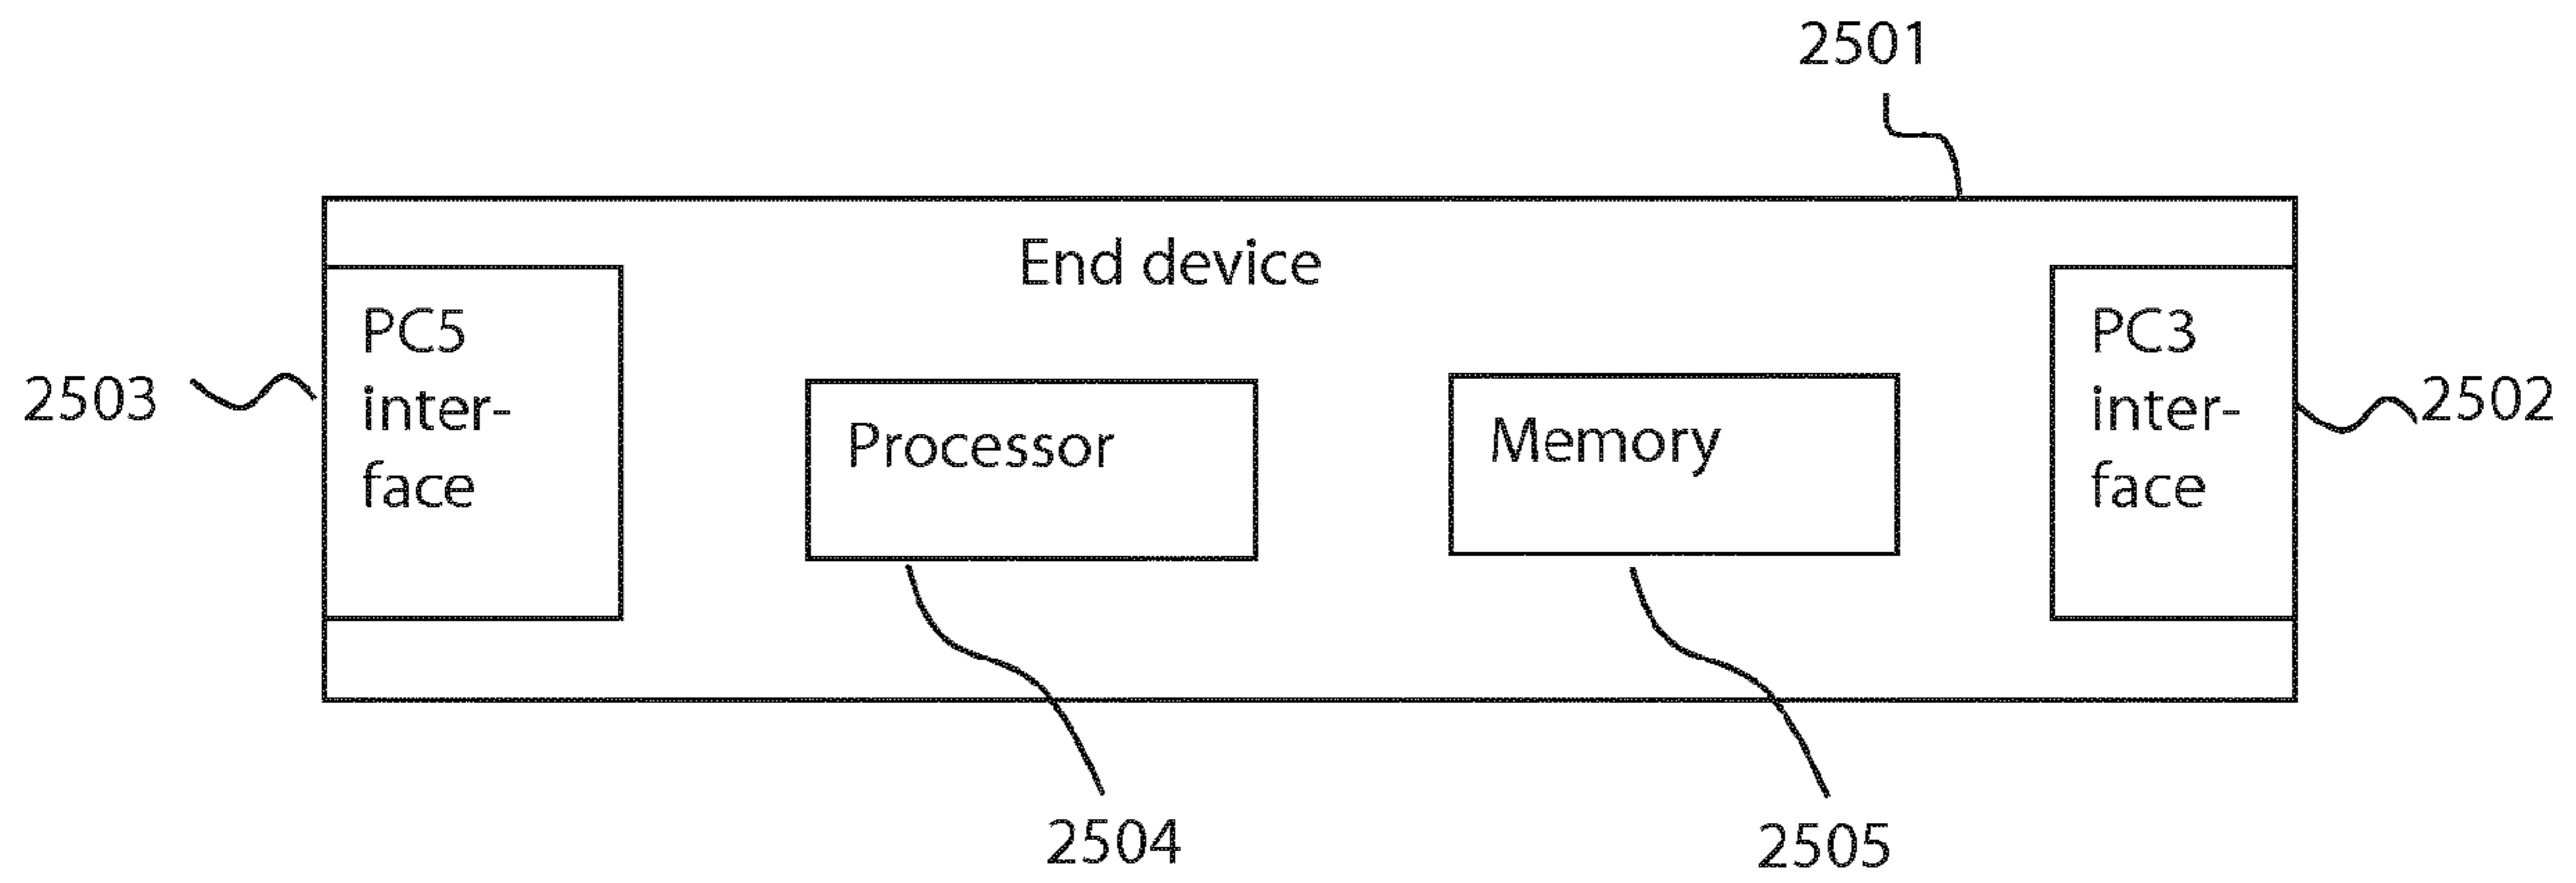 2501
End device
PC5
inter-
face
2503
Processor
Memory
PC3
inter-
face
2502
2504
2505